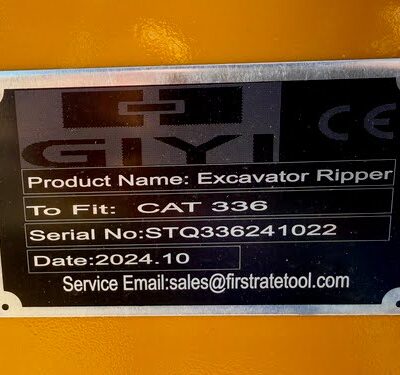 CE
GIYI
Product Name: Excavator Ripper
To Fit: CAT 336
Serial No:STQ336241022
Date:2024.10
Service Email:sales@firstratetool.com